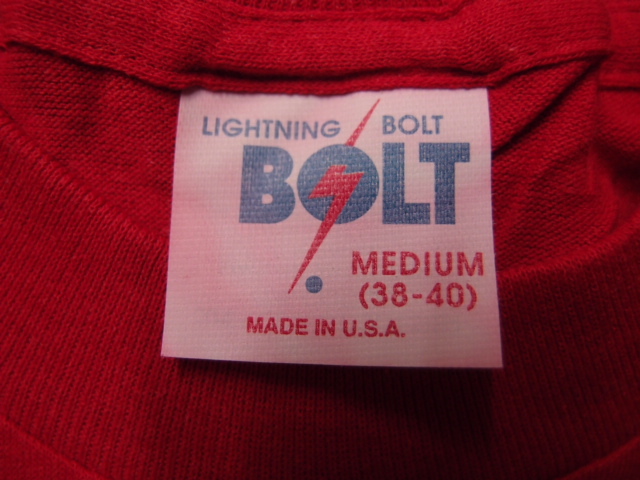 LIGHTNING BOLT
BOLT
MEDIUM
(38-40)
MADE IN U.S.A.